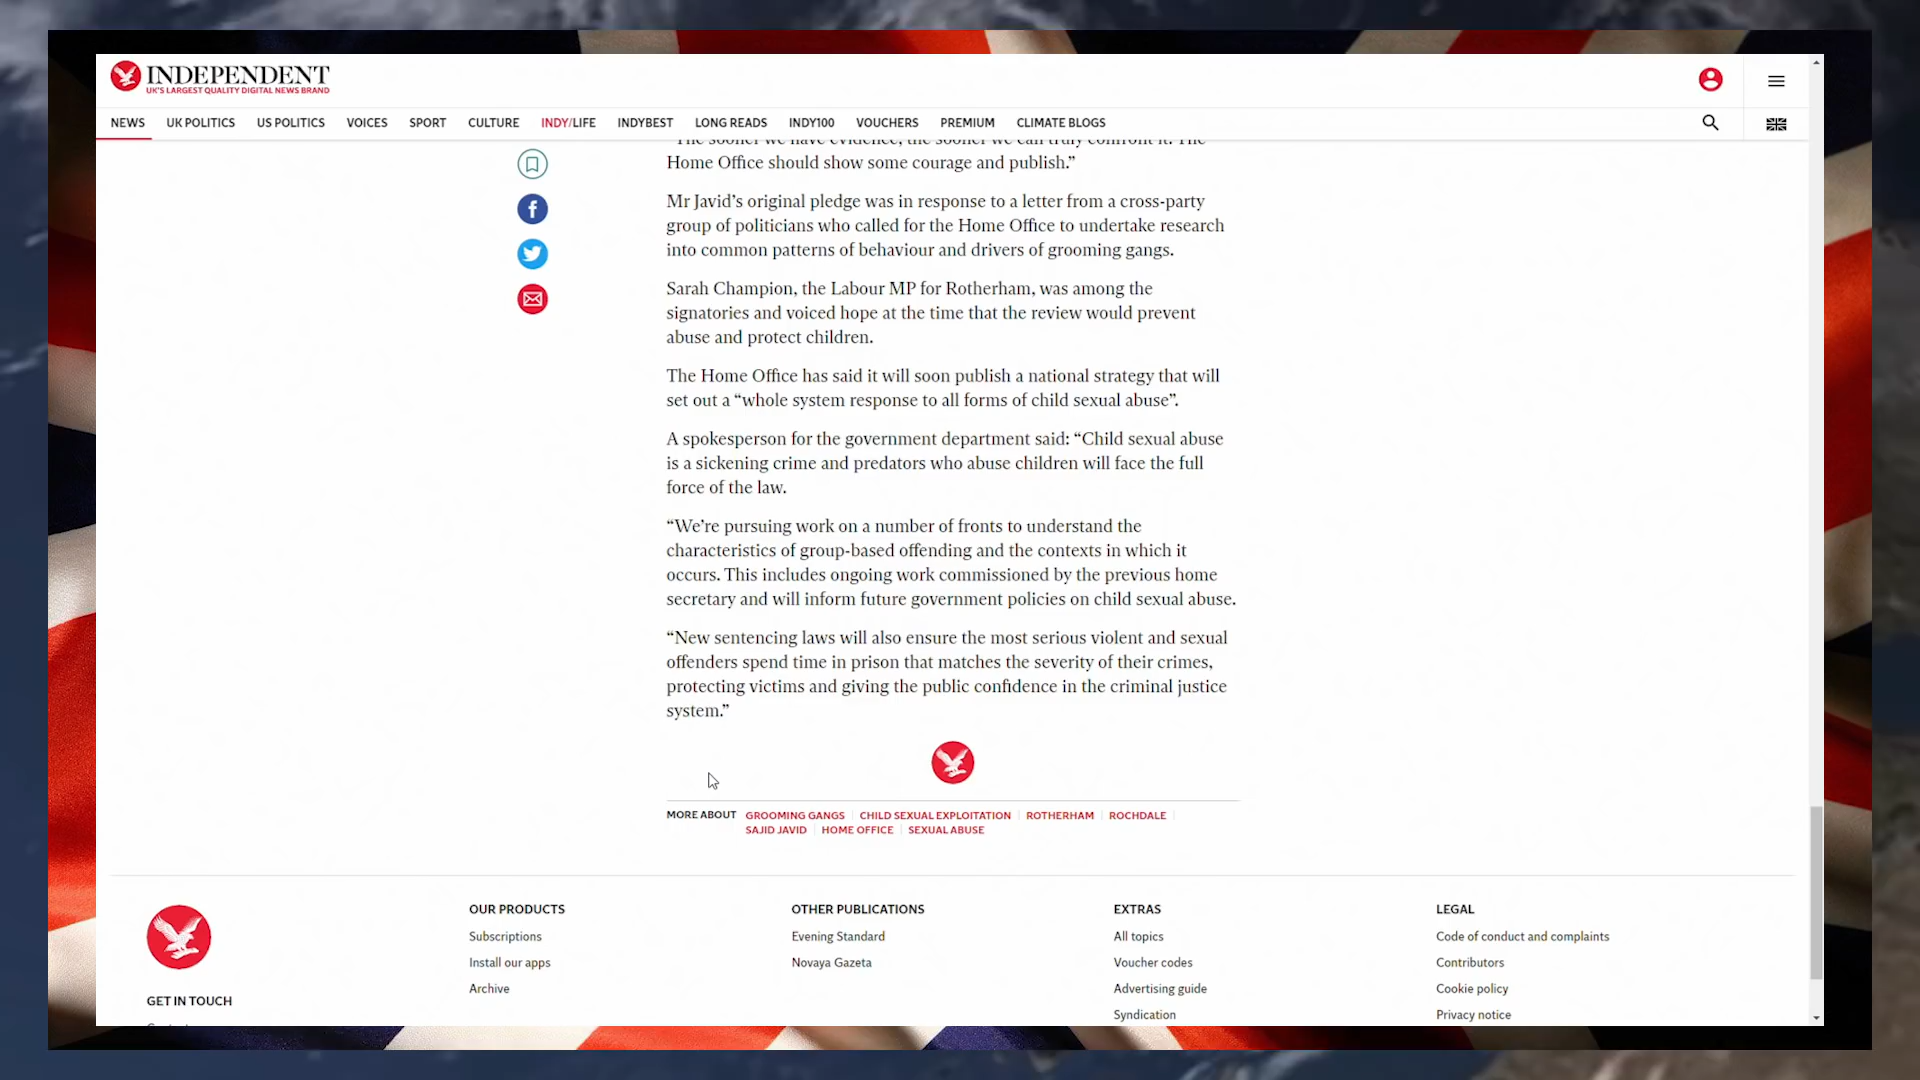 INDEPENDENT
UK'S LARGEST QUALITY DIGITAL NEWS BRAND
NEWS UK POLITICS US POLITICS VOICES SPORT CULTURE INDY/LIFE INDYBEST LONG READS INDY100 VOUCHERS PREMIUM CLIMATE BLOGS
“The sooner we have evidence, the sooner we can truly confront it. The
Home Office should show some courage and publish.”
Mr Javid’s original pledge was in response to a letter from a cross-party
group of politicians who called for the Home Office to undertake research
into common patterns of behaviour and drivers of grooming gangs.
Sarah Champion, the Labour MP for Rotherham, was among the
signatories and voiced hope at the time that the review would prevent
abuse and protect children.
The Home Office has said it will soon publish a national strategy that will
set out a “whole system response to all forms of child sexual abuse”.
A spokesperson for the government department said: “Child sexual abuse
is a sickening crime and predators who abuse children will face the full
force of the law.
“We’re pursuing work on a number of fronts to understand the
characteristics of group-based offending and the contexts in which it
occurs. This includes ongoing work commissioned by the previous home
secretary and will inform future government policies on child sexual abuse.
“New sentencing laws will also ensure the most serious violent and sexual
offenders spend time in prison that matches the severity of their crimes,
protecting victims and giving the public confidence in the criminal justice
system.”
MORE ABOUT GROOMING GANGS CHILD SEXUAL EXPLOITATION ROTHERHAM ROCHDALE
SAJID JAVID HOME OFFICE SEXUAL ABUSE
GET IN TOUCH
OUR PRODUCTS
Subscriptions
Install our apps
Archive
OTHER PUBLICATIONS
Evening Standard
Novaya Gazeta
EXTRAS
All topics
Voucher codes
Advertising guide
Syndication
LEGAL
Code of conduct and complaints
Contributors
Cookie policy
Privacy notice